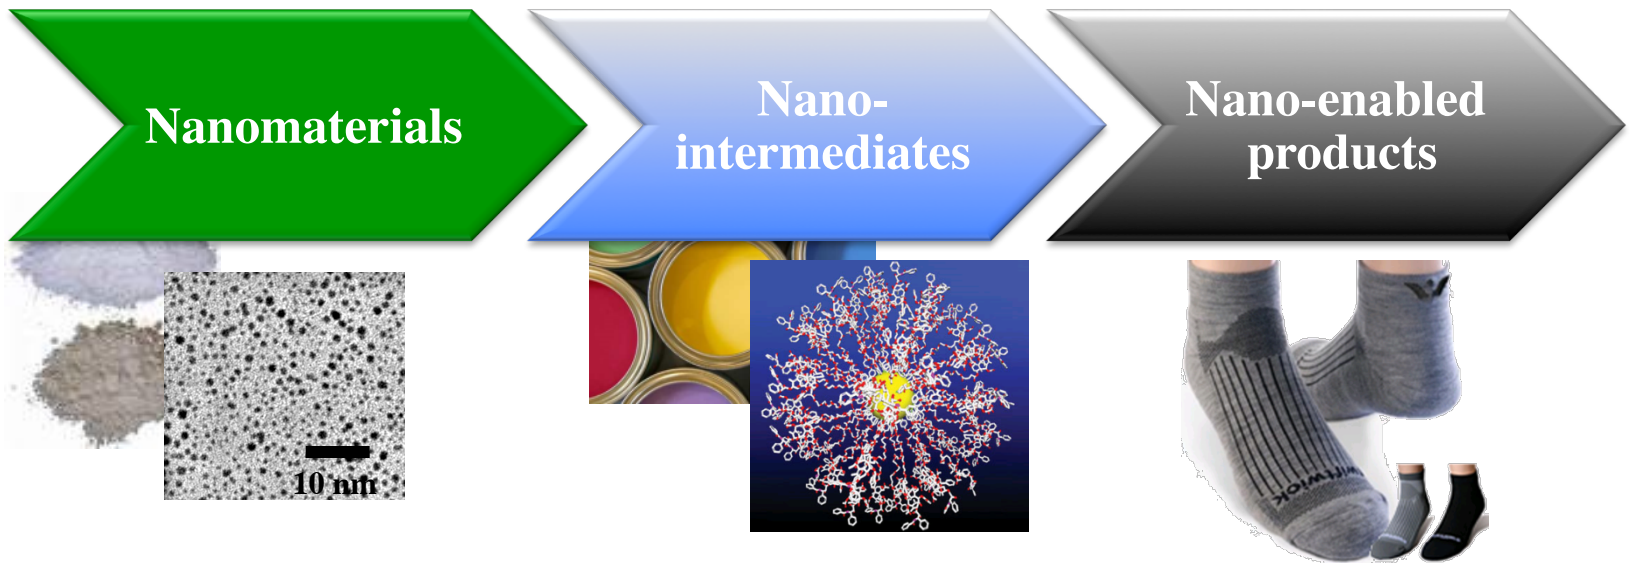 Nanomaterials
Nano-
intermediates
Nano-enabled
products
10 nm